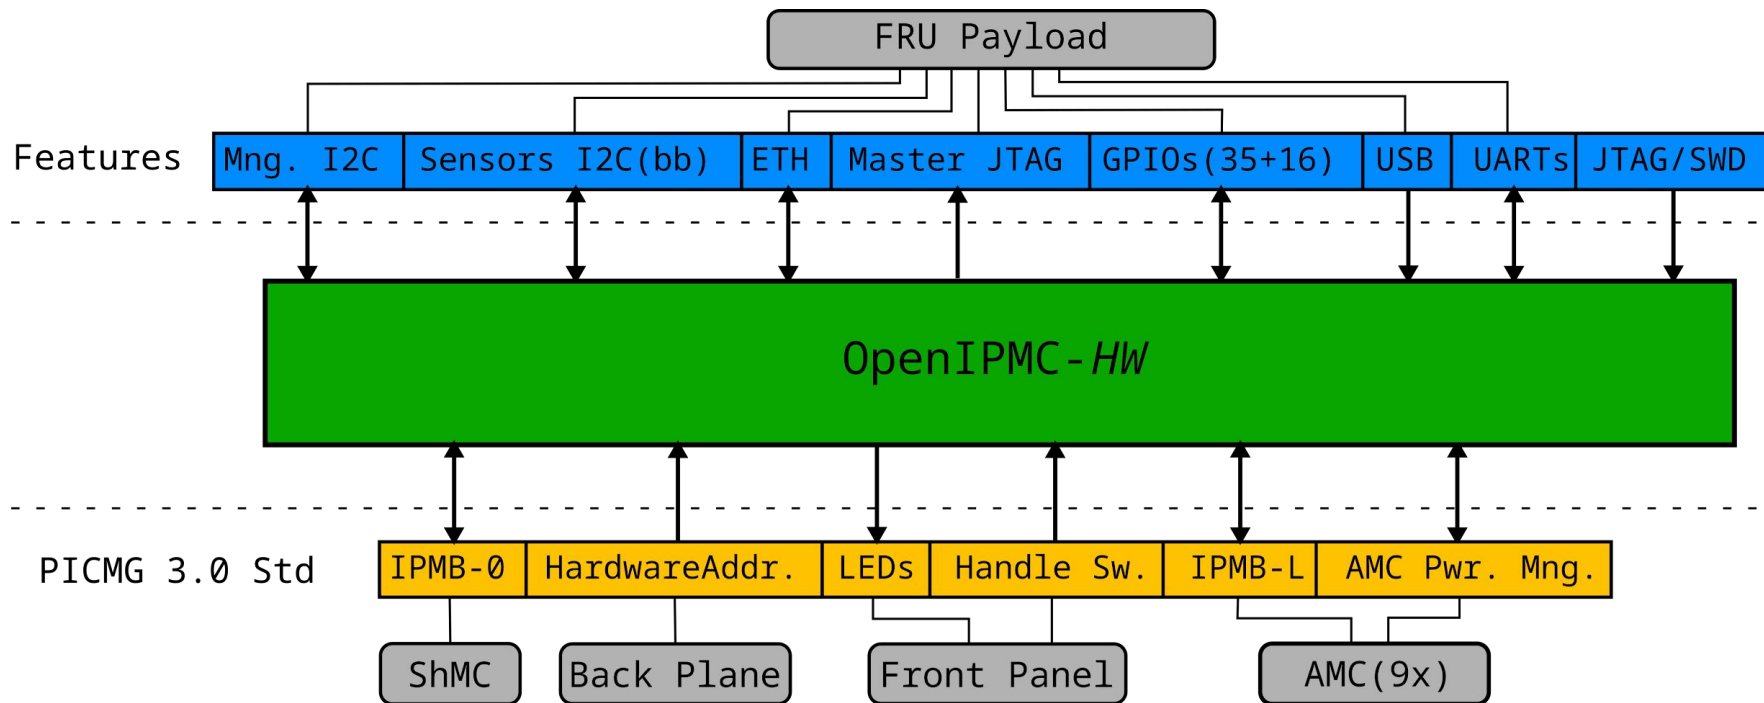 FRU Payload
Features
Mng. I2C
Sensors I2C(bb)
ETH
Master JTAG
GPIOs(35+16)
USB
UARTs
JTAG/SWD
OpenIPMC-HW
PICMG 3.0 Std
IPMB-0
HardwareAddr.
LEDs
Handle Sw.
IPMB-L
AMC Pwr. Mng.
ShMC
Back Plane
Front Panel
AMC(9x)